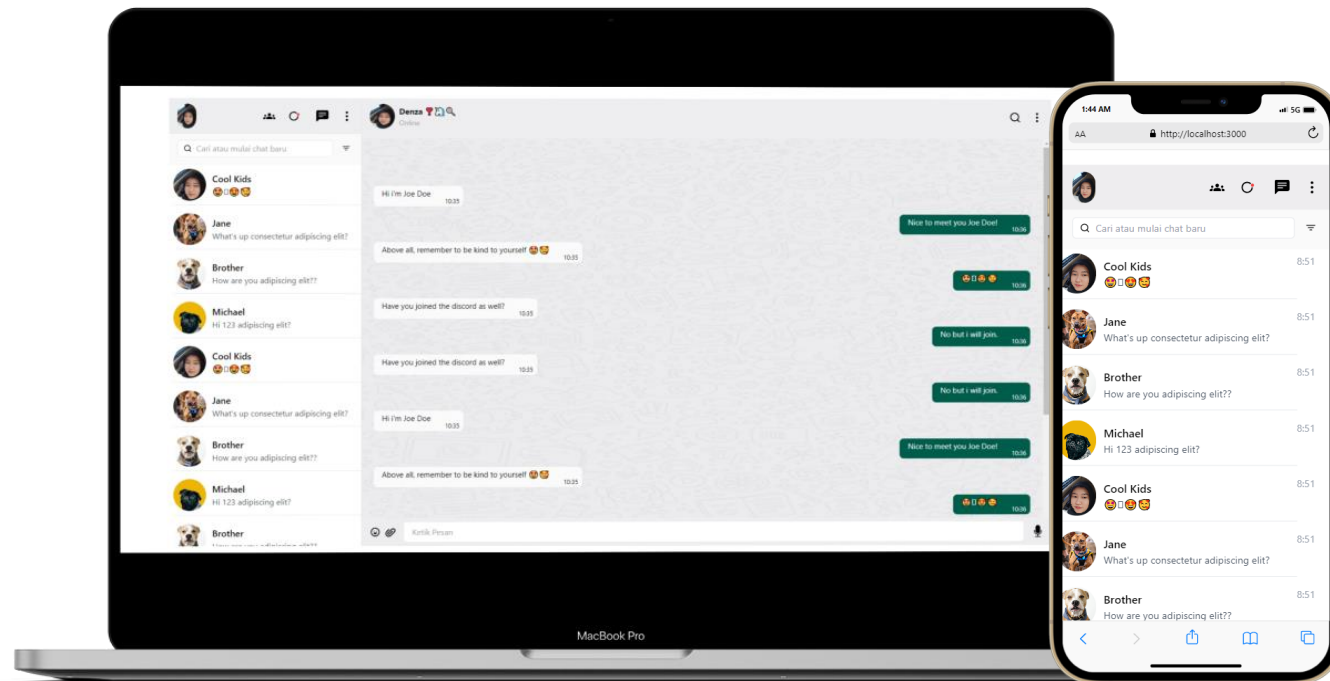 Denza 🌹
Online
Cari atau mulai chat baru
Cool Kids
😍▯😍🥰
Jane
What's up consectetur adipiscing elit?
Brother
How are you adipiscing elit??
Michael
Hi 123 adipiscing elit?
Cool Kids
😍▯😍🥰
Jane
What's up consectetur adipiscing elit?
Brother
How are you adipiscing elit??
Michael
Hi 123 adipiscing elit?
Brother
How are you adipiscing elit??
Hi I'm Joe Doe
10:35
Nice to meet you Joe Doe!
10:36
Above all, remember to be kind to yourself 😍🥰
10:35
😍▯😍🥰
10:36
Have you joined the discord as well?
10:35
No but i will join.
10:36
Have you joined the discord as well?
10:35
No but i will join.
10:36
Hi I'm Joe Doe
10:35
Nice to meet you Joe Doe!
10:36
Above all, remember to be kind to yourself 😍🥰
10:35
😍▯😍🥰
10:36
Ketik Pesan
MacBook Pro
1:44 AM 5G
AA http://localhost:3000
Cari atau mulai chat baru
Cool Kids 8:51
😍▯😍🥰
Jane 8:51
What's up consectetur adipiscing elit?
Brother 8:51
How are you adipiscing elit??
Michael 8:51
Hi 123 adipiscing elit?
Cool Kids 8:51
😍▯😍🥰
Jane 8:51
What's up consectetur adipiscing elit?
Brother 8:51
How are you adipiscing elit??